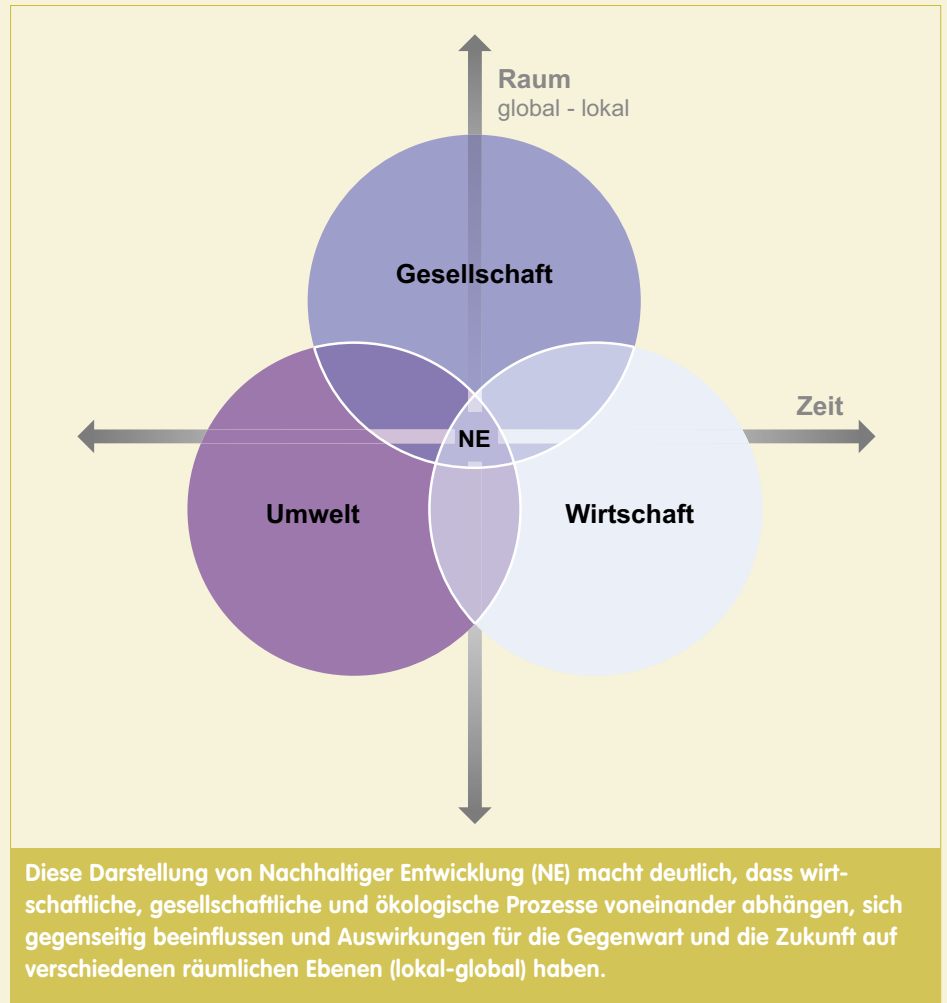 Raum
global - lokal
Gesellschaft
Zeit
NE
Umwelt
Wirtschaft
Diese Darstellung von Nachhaltiger Entwicklung (NE) macht deutlich, dass wirt-
schaftliche, gesellschaftliche und ökologische Prozesse voneinander abhängen, sich
gegenseitig beeinflussen und Auswirkungen für die Gegenwart und die Zukunft auf
verschiedenen räumlichen Ebenen (lokal-global) haben.